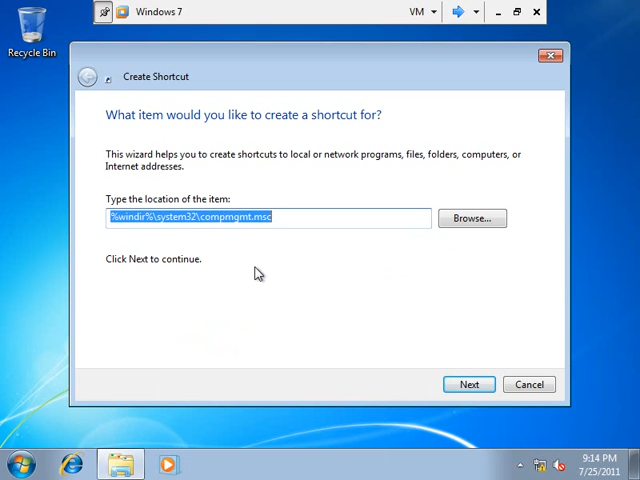 Windows 7
VM
Recycle Bin
Create Shortcut
What item would you like to create a shortcut for?
This wizard helps you to create shortcuts to local or network programs, files, folders, computers, or
Internet addresses.
Type the location of the item:
%windir%\system32\compmgmt.msc
Browse...
Click Next to continue.
Next
Cancel
9:14 PM
7/25/2011